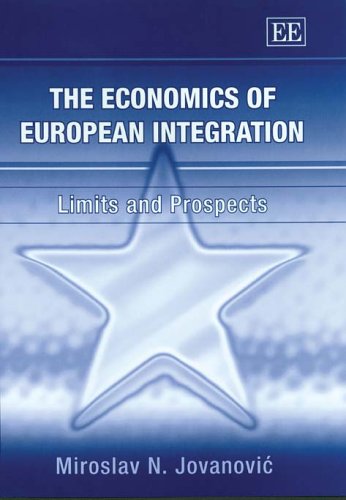 EE
THE ECONOMICS OF
EUROPEAN INTEGRATION
Limits and Prospects
Miroslav N. Jovanović